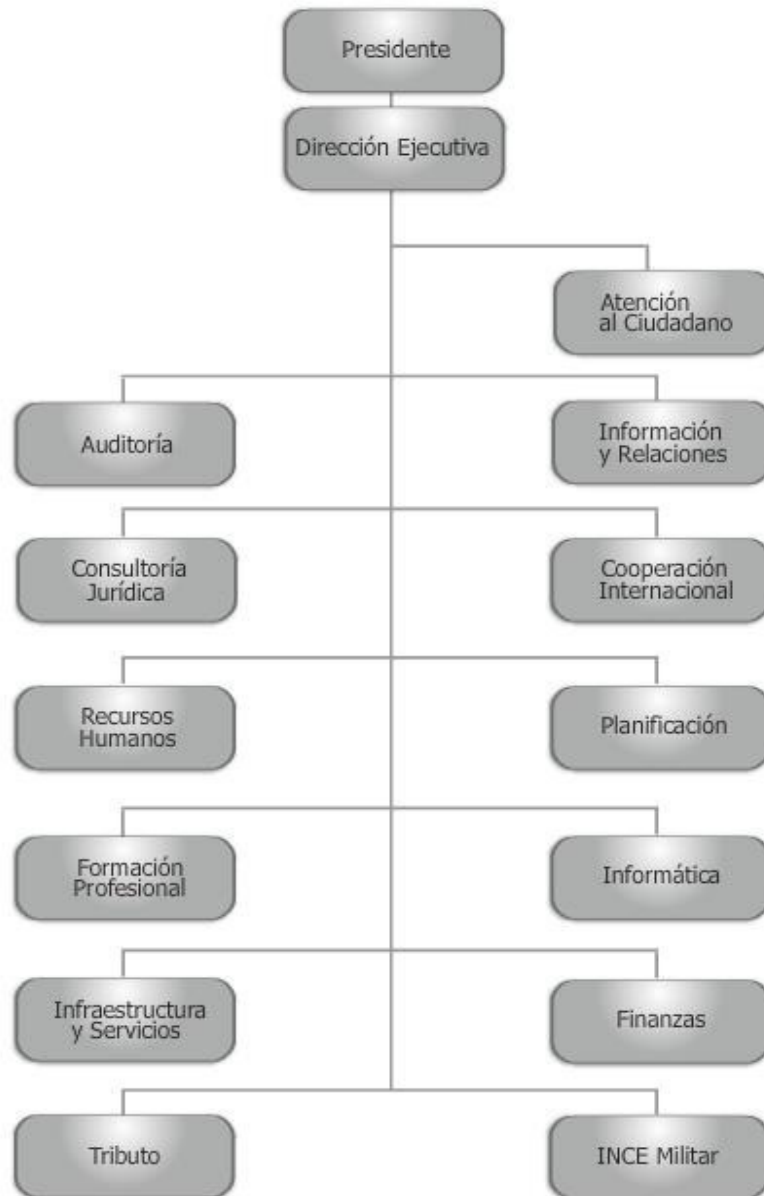 Presidente
Dirección Ejecutiva
Atención
al Ciudadano
Auditoría
Información
y Relaciones
Consultoría
Jurídica
Cooperación
Internacional
Recursos
Humanos
Planificación
Formación
Profesional
Informática
Infraestructura
y Servicios
Finanzas
Tributo
INCE Militar